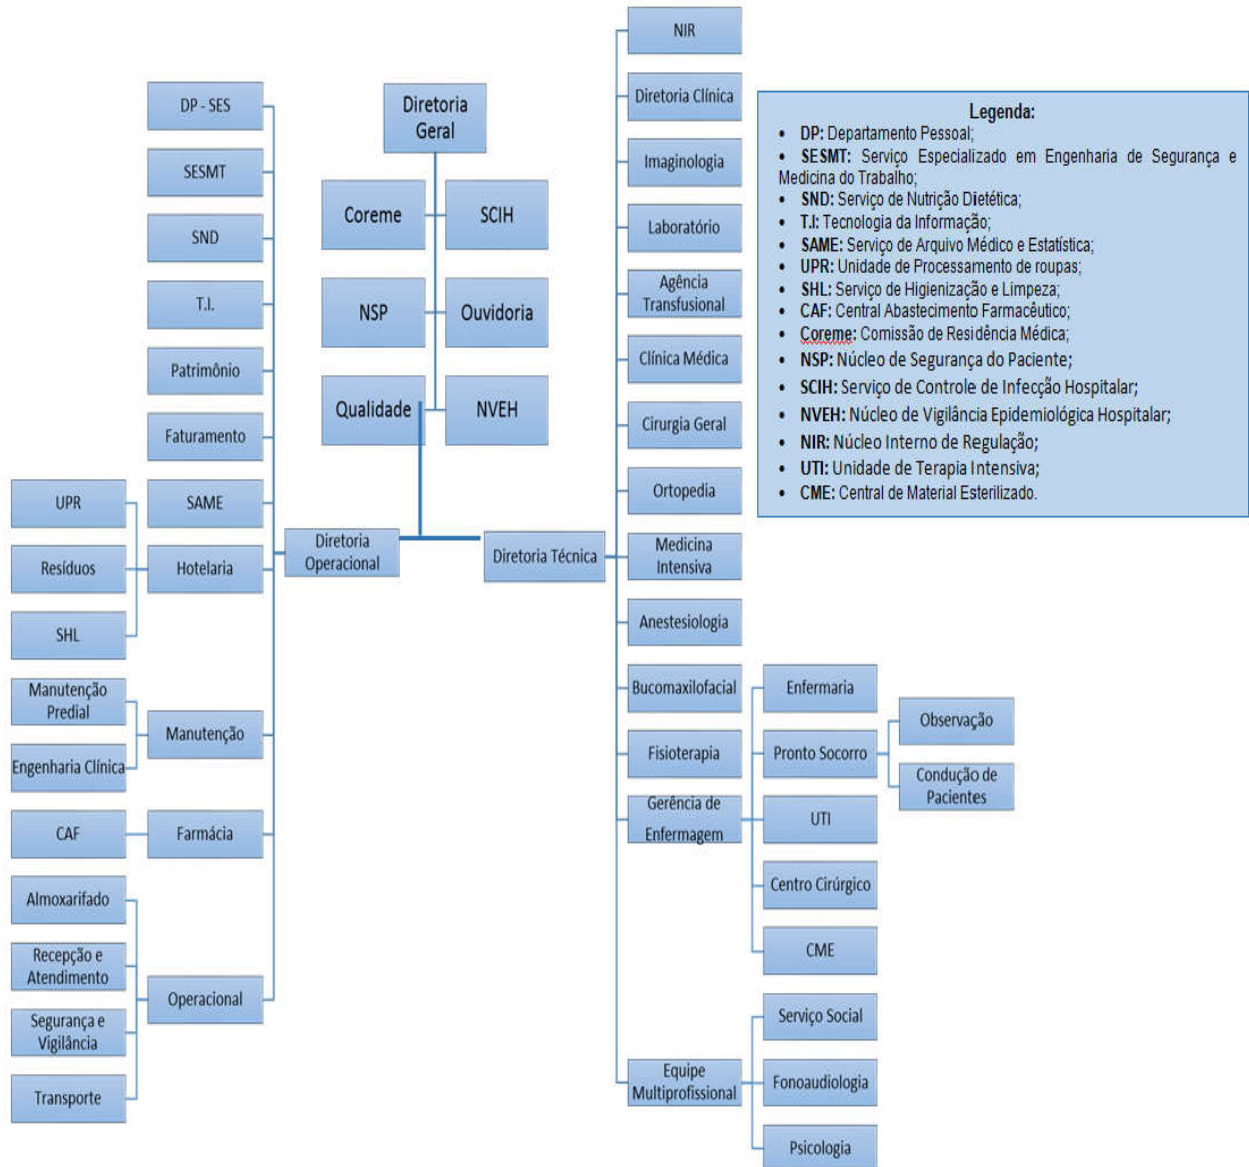 Diretoria
Geral
Coreme
SCIH
NSP
Ouvidoria
Qualidade
NVEH
Diretoria
Operacional
Diretoria Técnica
DP - SES
SESMT
SND
T.I.
Patrimônio
Faturamento
SAME
Hotelaria
UPR
Resíduos
SHL
Manutenção
Manutenção
Predial
Engenharia Clínica
Farmácia
CAF
Operacional
Almoxarifado
Recepção e
Atendimento
Segurança e
Vigilância
Transporte
NIR
Diretoria Clínica
Imaginologia
Laboratório
Agência
Transfusional
Clínica Médica
Cirurgia Geral
Ortopedia
Medicina
Intensiva
Anestesiologia
Bucomaxilofacial
Fisioterapia
Gerência de
Enfermagem
Enfermaria
Pronto Socorro
Observação
Condução de
Pacientes
UTI
Centro Cirúrgico
CME
Equipe
Multiprofissional
Serviço Social
Fonoaudiologia
Psicologia
Legenda:
• DP: Departamento Pessoal;
• SESMT: Serviço Especializado em Engenharia de Segurança e
Medicina do Trabalho;
• SND: Serviço de Nutrição Dietética;
• T.I: Tecnologia da Informação;
• SAME: Serviço de Arquivo Médico e Estatística;
• UPR: Unidade de Processamento de roupas;
• SHL: Serviço de Higienização e Limpeza;
• CAF: Central Abastecimento Farmacêutico;
• Coreme: Comissão de Residência Médica;
• NSP: Núcleo de Segurança do Paciente;
• SCIH: Serviço de Controle de Infecção Hospitalar;
• NVEH: Núcleo de Vigilância Epidemiológica Hospitalar;
• NIR: Núcleo Interno de Regulação;
• UTI: Unidade de Terapia Intensiva;
• CME: Central de Material Esterilizado.